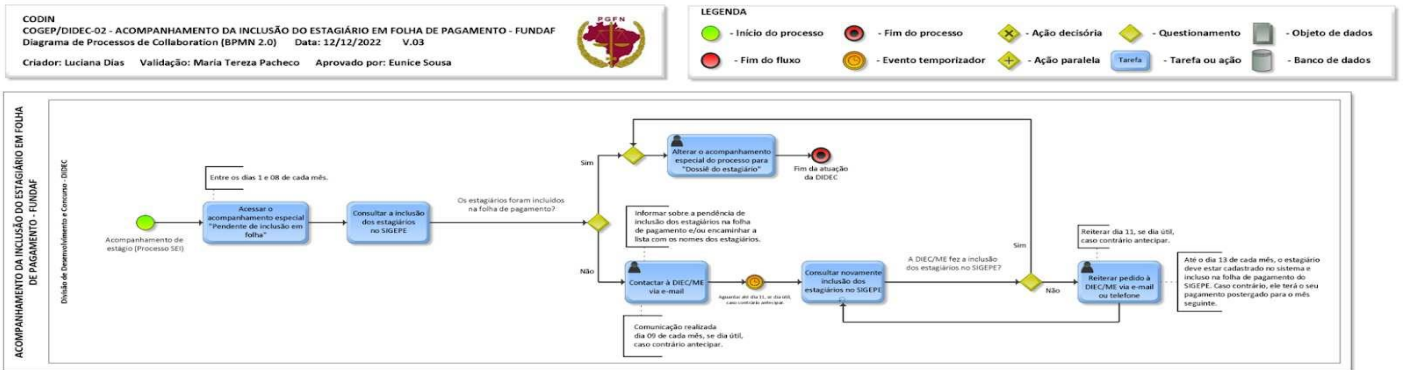 CODIN
COGEP/DIDEC-02 - ACOMPANHAMENTO DA INCLUSÃO DO ESTAGIÁRIO EM FOLHA DE PAGAMENTO - FUNDAF
Diagrama de Processos de Collaboration (BPMN 2.0) Data: 12/12/2022 V.03
Criador: Luciana Dias Validação: Maria Tereza Pacheco Aprovado por: Eunice Sousa
PGFN
LEGENDA
- Início do processo
- Fim do processo
- Ação decisória
- Questionamento
- Objeto de dados
- Fim do fluxo
- Evento temporizador
- Ação paralela
Tarefa
- Tarefa ou ação
- Banco de dados
ACOMPANHAMENTO DA INCLUSÃO DO ESTAGIÁRIO EM FOLHA
DE PAGAMENTO - FUNDAF
Divisão de Desenvolvimento e Concurso - DIDEC
Acompanhamento de
estágio (Processo SEI)
Entre os dias 1 e 08 de cada mês.
Acessar o
acompanhamento especial
"Pendente de inclusão em
folha"
Consultar a inclusão
dos estagiários
no SIGEPE
Os estagiários foram incluídos
na folha de pagamento?
Sim
Alterar o acompanhamento
especial do processo para
"Dossiê do estagiário"
Fim da atuação
da DIDEC
Não
Informar sobre a pendência de
inclusão dos estagiários na folha
de pagamento e/ou encaminhar a
lista com os nomes dos estagiários.
Contactar à DIEC/ME
via e-mail
Comunicação realizada
dia 09 de cada mês, se dia útil,
caso contrário antecipar.
Aguardar até dia 11, se dia útil,
caso contrário antecipar.
Consultar novamente
inclusão dos
estagiários no SIGEPE
A DIEC/ME fez a inclusão
dos estagiários no SIGEPE?
Sim
Não
Reiterar dia 11, se dia útil,
caso contrário antecipar.
Reiterar pedido à
DIEC/ME via e-mail
ou telefone
Até o dia 13 de cada mês, o estagiário
deve estar cadastrado no sistema e
incluso na folha de pagamento do
SIGEPE. Caso contrário, ele terá o seu
pagamento postergado para o mês
seguinte.